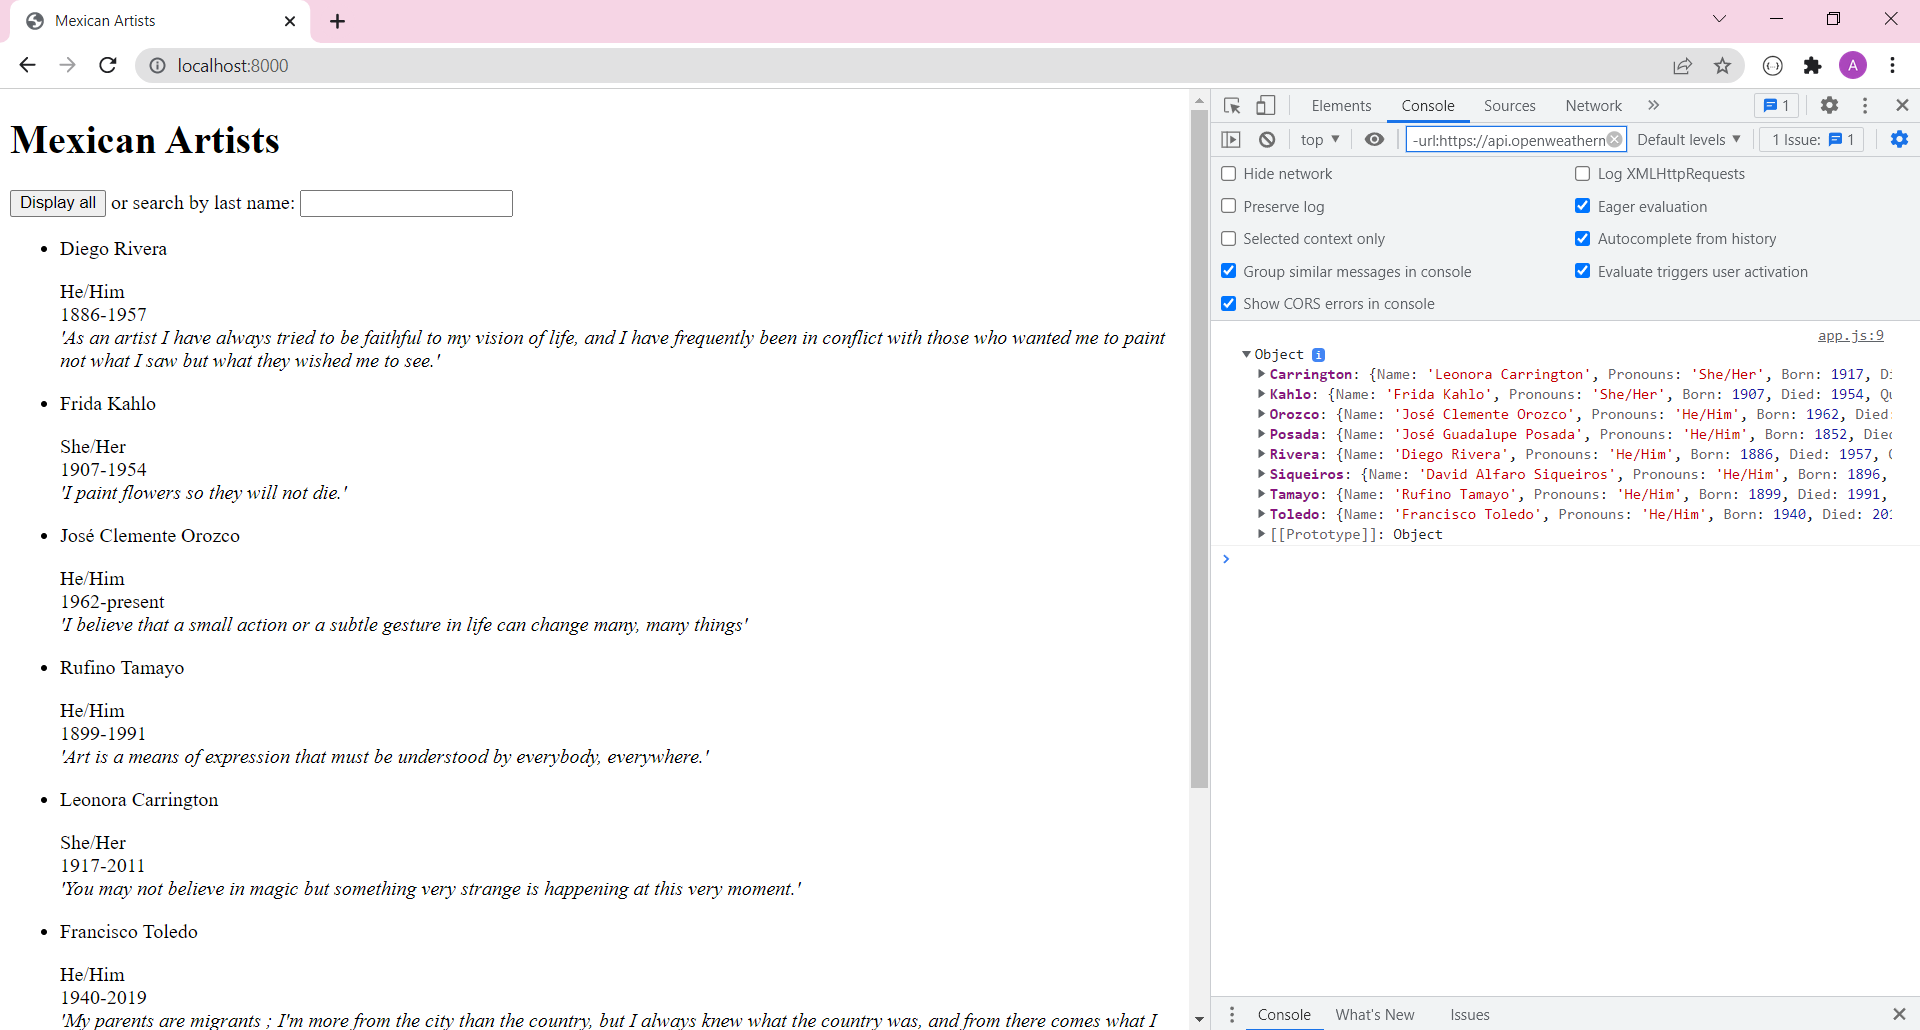 Mexican Artists
localhost:8000
A
Mexican Artists
Display all or search by last name:
Diego Rivera
He/Him
1886-1957
'As an artist I have always tried to be faithful to my vision of life, and I have frequently been in conflict with those who wanted me to paint
not what I saw but what they wished me to see.'
Frida Kahlo
She/Her
1907-1954
'I paint flowers so they will not die.'
José Clemente Orozco
He/Him
1962-present
'I believe that a small action or a subtle gesture in life can change many, many things'
Rufino Tamayo
He/Him
1899-1991
'Art is a means of expression that must be understood by everybody, everywhere.'
Leonora Carrington
She/Her
1917-2011
'You may not believe in magic but something very strange is happening at this very moment.'
Francisco Toledo
He/Him
1940-2019
'My parents are migrants ; I'm more from the city than the country, but I always knew what the country was, and from there comes what I
Elements Console Sources Network » 1
top -url:https://api.openweathern Default levels 1 Issue: 1
Hide network Log XMLHttpRequests
Preserve log Eager evaluation
Selected context only Autocomplete from history
Group similar messages in console Evaluate triggers user activation
Show CORS errors in console
app.js:9
Object i
Carrington: {Name: 'Leonora Carrington', Pronouns: 'She/Her', Born: 1917, Di
Kahlo: {Name: 'Frida Kahlo', Pronouns: 'She/Her', Born: 1907, Died: 1954, Qu
Orozco: {Name: 'José Clemente Orozco', Pronouns: 'He/Him', Born: 1962, Died:
Posada: {Name: 'José Guadalupe Posada', Pronouns: 'He/Him', Born: 1852, Died
Rivera: {Name: 'Diego Rivera', Pronouns: 'He/Him', Born: 1886, Died: 1957,
Siqueiros: {Name: 'David Alfaro Siqueiros', Pronouns: 'He/Him', Born: 1896,
Tamayo: {Name: 'Rufino Tamayo', Pronouns: 'He/Him', Born: 1899, Died: 1991,
Toledo: {Name: 'Francisco Toledo', Pronouns: 'He/Him', Born: 1940, Died: 201
[[Prototype]]: Object
Console What's New Issues